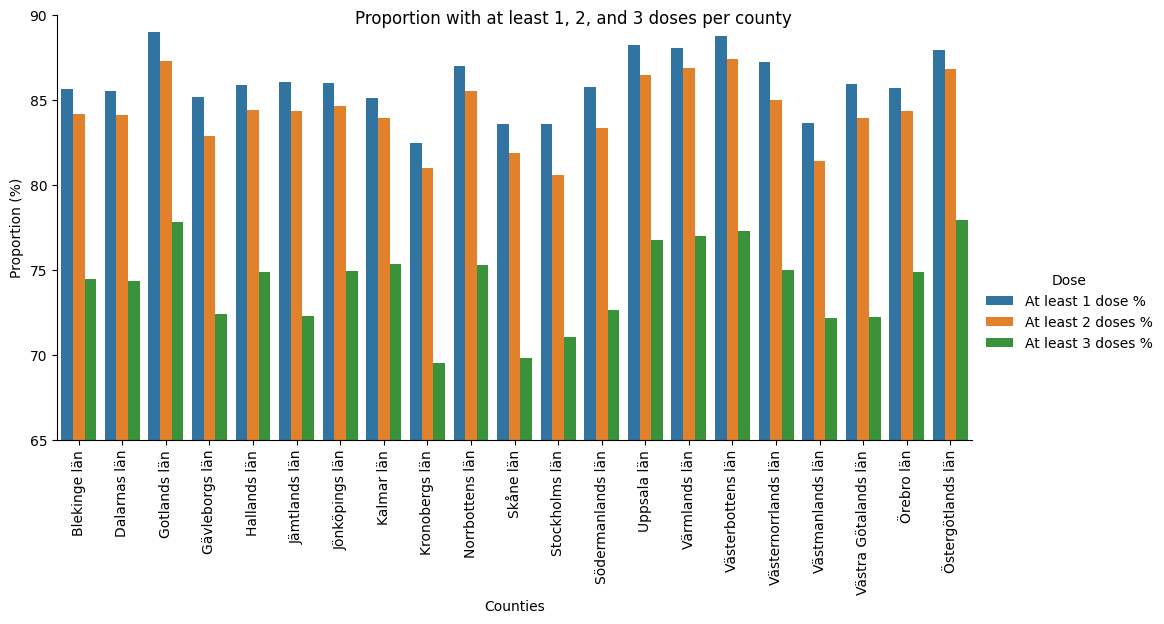 Proportion with at least 1, 2, and 3 doses per county
90
85
80
75
70
65
Proportion (%)
Blekinge län
Dalarnas län
Gotlands län
Gävleborgs län
Hallands län
Jämtlands län
Jönköpings län
Kalmar län
Kronobergs län
Norrbottens län
Skåne län
Stockholms län
Södermanlands län
Uppsala län
Värmlands län
Västerbottens län
Västernorrlands län
Västmanlands län
Västra Götalands län
Örebro län
Östergötlands län
Counties
Dose
At least 1 dose %
At least 2 doses %
At least 3 doses %